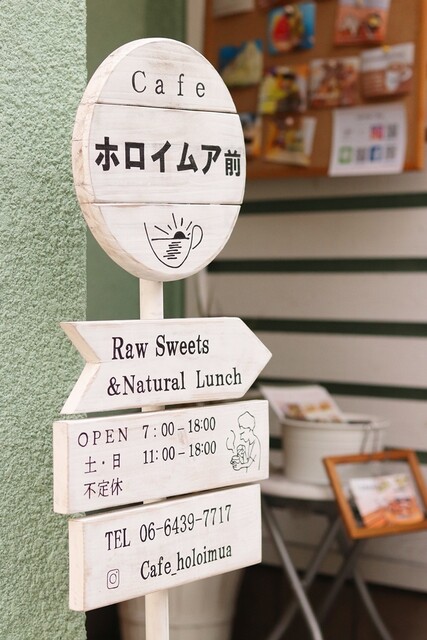 Cafe
ホロイムア前
Raw Sweets
&Natural Lunch
OPEN 7:00-18:00
土・日 11:00-18:00
不定休
TEL 06-6439-7717
Cafe_holoimua